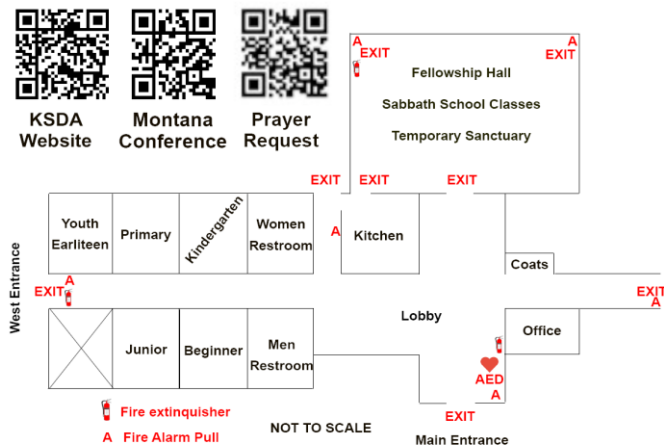 KSDA
Website
Montana
Conference
Prayer
Request
A
EXIT
A
EXIT
Fellowship Hall
Sabbath School Classes
Temporary Sanctuary
EXIT
EXIT
EXIT
Youth
Earliteen
Primary
Kindergarten
Women
Restroom
A
Kitchen
Coats
West Entrance
A
EXIT
EXIT
A
Lobby
Office
Junior
Beginner
Men
Restroom
AED
A
EXIT
Main Entrance
Fire extinguisher
A Fire Alarm Pull
NOT TO SCALE